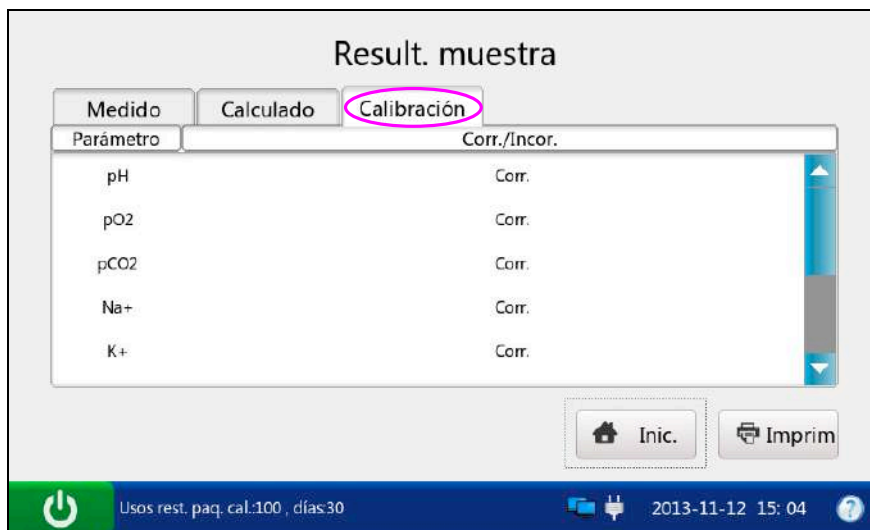 Result. muestra
Medido Calculado Calibración
Parámetro Corr./Incor.
pH Corr.
pO2 Corr.
pCO2 Corr.
Na+ Corr.
K+ Corr.
Inic. Imprim
Usos rest. paq. cal.:100 , días:30 2013-11-12 15: 04 ?